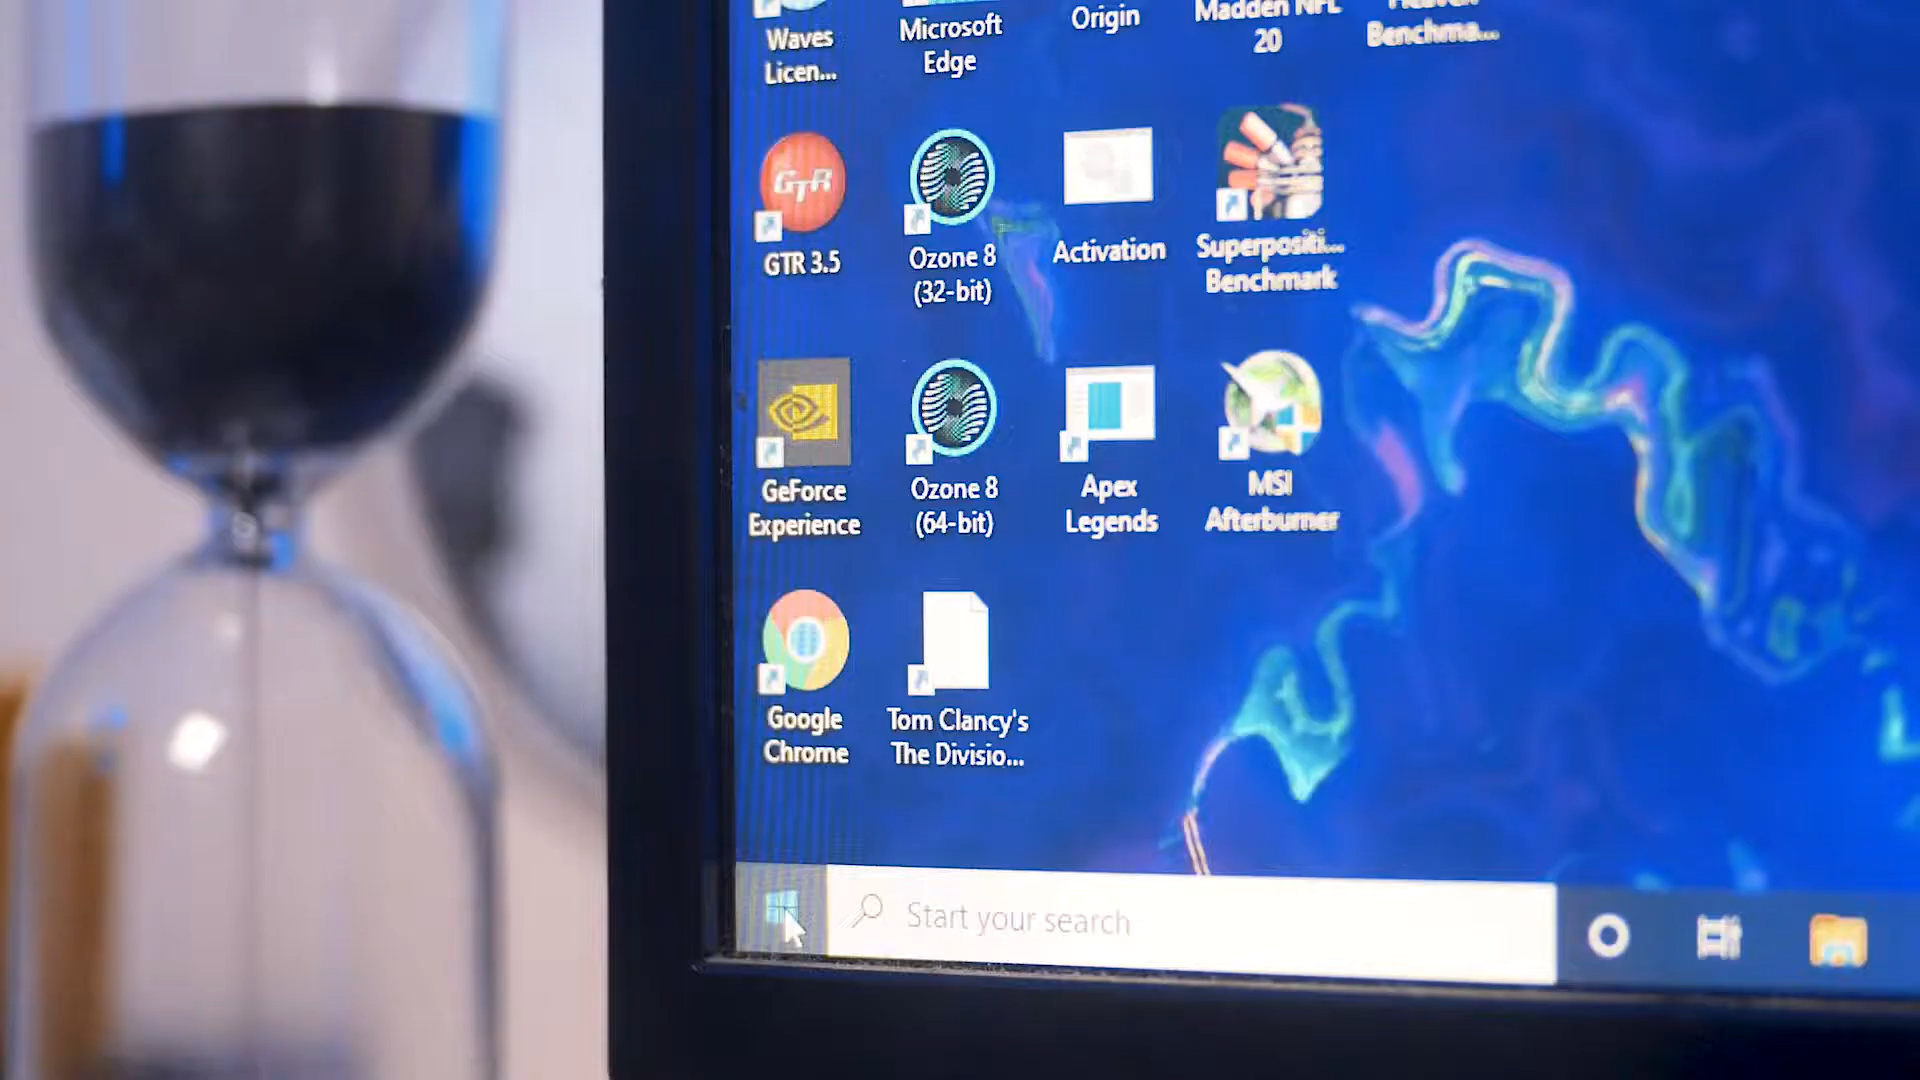 Waves
Licen...
Microsoft
Edge
Origin
Madden NFL
20
Heaven
Benchma...
GTR
GTR 3.5
Ozone 8
(32-bit)
Activation
Superpositi...
Benchmark
GeForce
Experience
Ozone 8
(64-bit)
Apex
Legends
MSI
Afterburner
Google
Chrome
Tom Clancy's
The Divisio...
Start your search